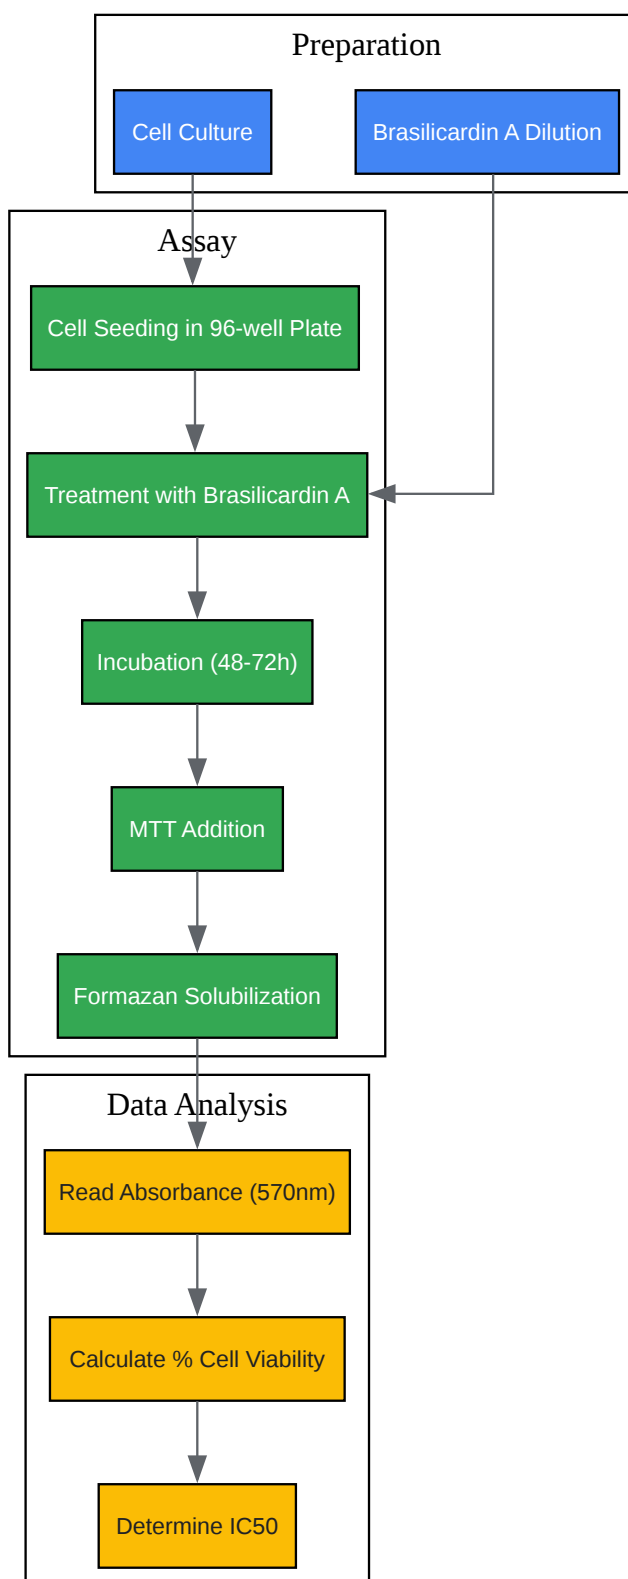 Preparation
Cell Culture
Brasilicardin A Dilution
Assay
Cell Seeding in 96-well Plate
Treatment with Brasilicardin A
Incubation (48-72h)
MTT Addition
Formazan Solubilization
Data Analysis
Read Absorbance (570nm)
Calculate % Cell Viability
Determine IC50